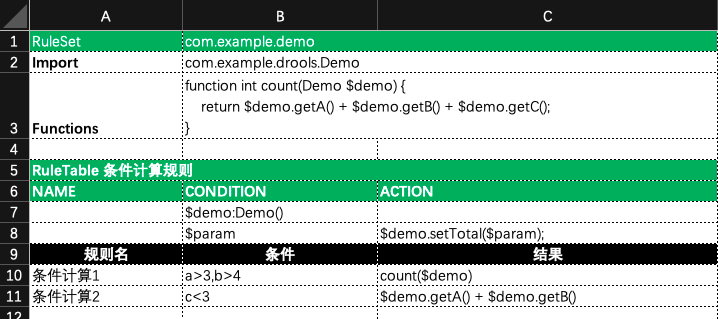 A B C
1 RuleSet com.example.demo
2 Import com.example.drools.Demo
function int count(Demo $demo) {
return $demo.getA() + $demo.getB() + $demo.getC();
3 Functions }
4
5 RuleTable 条件计算规则
6 NAME CONDITION ACTION
7 $demo:Demo()
8 $param $demo.setTotal($param);
9 规则名 条件 结果
10 条件计算1 a>3,b>4 count($demo)
11 条件计算2 c<3 $demo.getA() + $demo.getB()
12